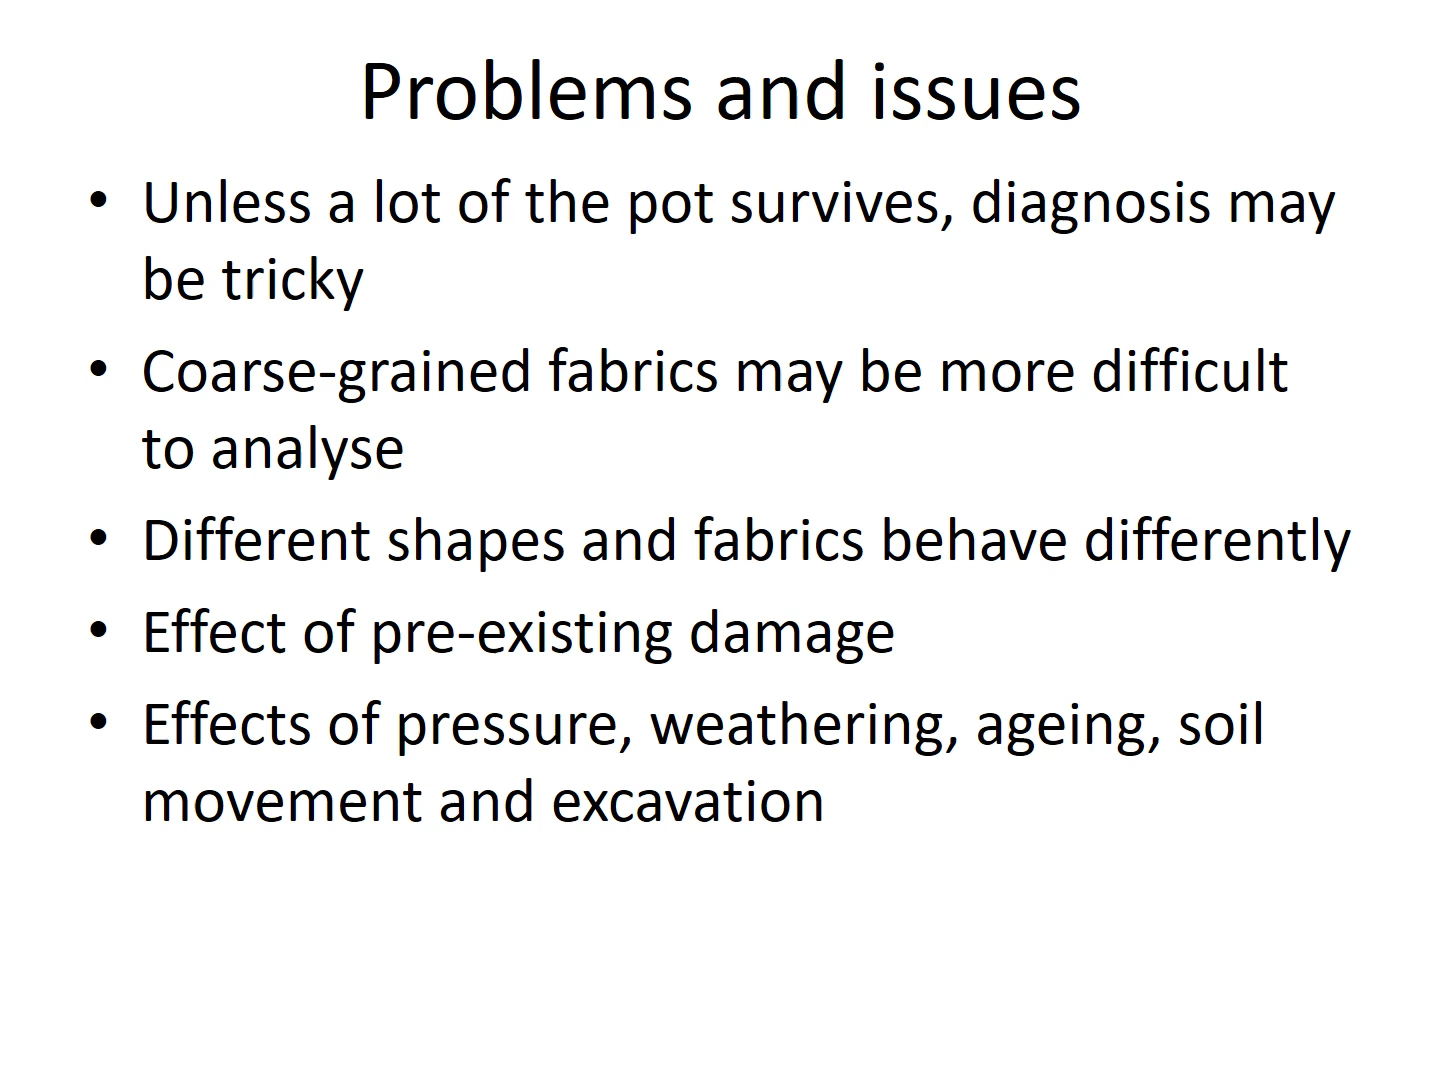 Problems and issues
• Unless a lot of the pot survives, diagnosis may
be tricky
• Coarse-grained fabrics may be more difficult
to analyse
• Different shapes and fabrics behave differently
• Effect of pre-existing damage
• Effects of pressure, weathering, ageing, soil
movement and excavation